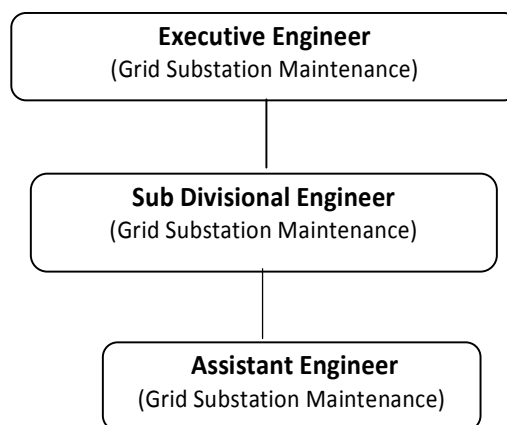 Executive Engineer
(Grid Substation Maintenance)
Sub Divisional Engineer
(Grid Substation Maintenance)
Assistant Engineer
(Grid Substation Maintenance)